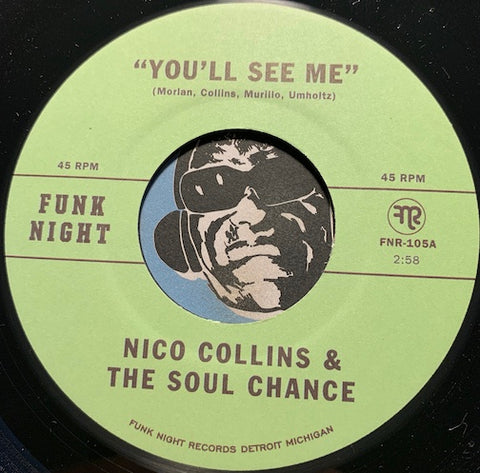 "YOU'LL SEE ME"
(Morlan, Collins, Murillo, Umholtz)
45 RPM
45 RPM
FUNK
NIGHT
FNR-105A
2:58
NICO COLLINS &
THE SOUL CHANCE
FUNK NIGHT RECORDS DETROIT MICHIGAN